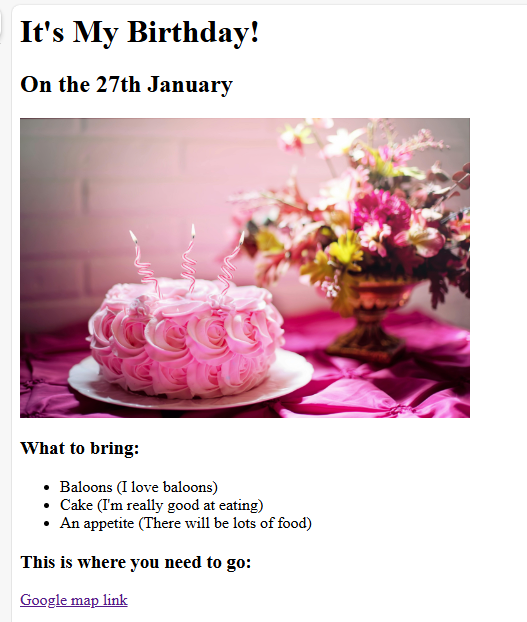 It's My Birthday!
On the 27th January
What to bring:
Baloons (I love baloons)
Cake (I'm really good at eating)
An appetite (There will be lots of food)
This is where you need to go:
Google map link